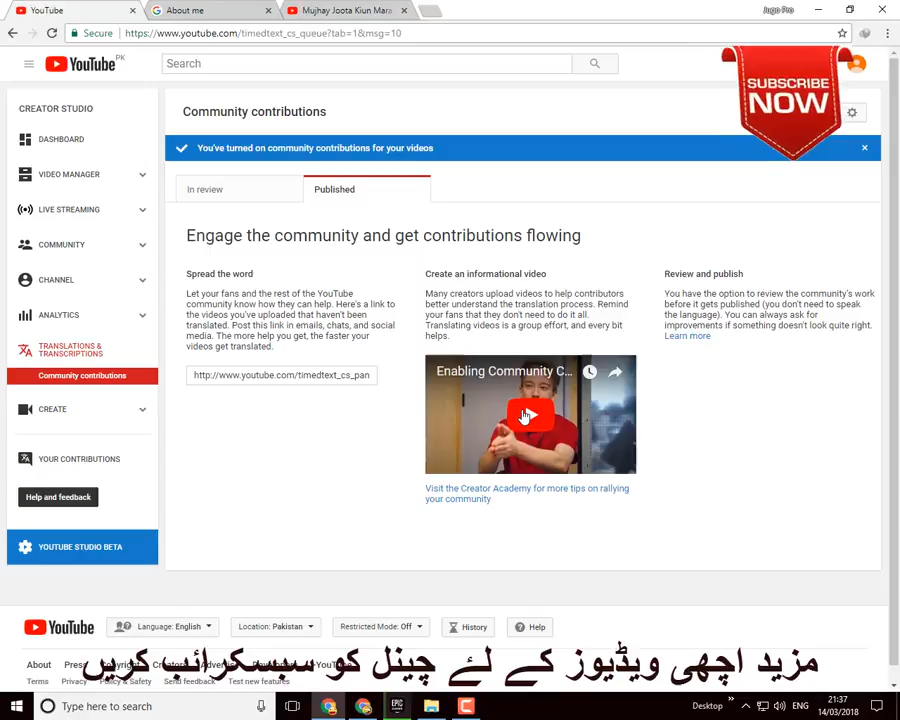 YouTube
About me
Mujhay Joota Kiun Mara
Jugo Pro
Secure
https://www.youtube.com/timedtext_cs_queue?tab=1&msg=10
YouTube PK
Search
SUBSCRIBE
NOW
CREATOR STUDIO
DASHBOARD
VIDEO MANAGER
LIVE STREAMING
COMMUNITY
CHANNEL
ANALYTICS
TRANSLATIONS &
TRANSCRIPTIONS
Community contributions
CREATE
YOUR CONTRIBUTIONS
Help and feedback
YOUTUBE STUDIO BETA
Community contributions
You've turned on community contributions for your videos
In review
Published
Engage the community and get contributions flowing
Spread the word
Let your fans and the rest of the YouTube
community know how they can help. Here's a link to
the videos you've uploaded that haven't been
translated. Post this link in emails, chats, and social
media. The more help you get, the faster your
videos get translated.
http://www.youtube.com/timedtext_cs_pan
Create an informational video
Many creators upload videos to help contributors
better understand the translation process. Remind
your fans that they don't need to do it all.
Translating videos is a group effort, and every bit
helps.
Enabling Community C...
Visit the Creator Academy for more tips on rallying
your community
Review and publish
You have the option to review the community's work
before it gets published (you don't need to speak
the language). You can always ask for
improvements if something doesn't look quite right.
Learn more
YouTube
Language: English
Location: Pakistan
Restricted Mode: Off
History
Help
About Press Copyright
مزید اچھی ویڈیوز کے لئے چینل کو سبسکرائب کریں
Terms Privacy Policy & Safety Send feedback Test new features
Type here to search
EPIC
GAMES
Desktop
ENG
21:37
14/03/2018